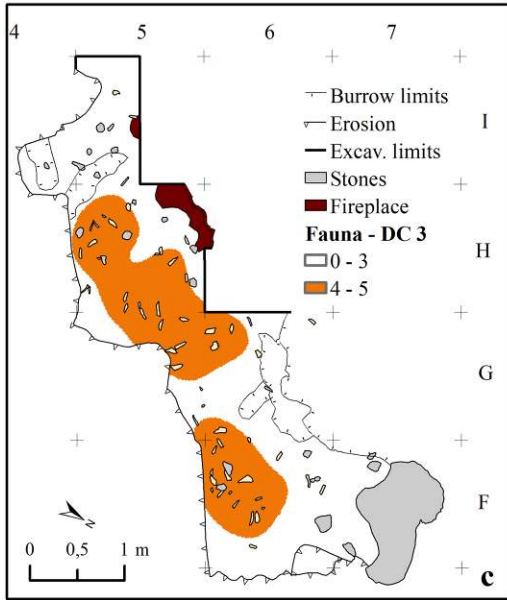 4 5 6 7
Burrow limits
I
Erosion
Excav. limits
Stones
Fireplace
Fauna - DC 3
H
0 - 3
4 - 5
G
F
N
0 0,5 1 m
c